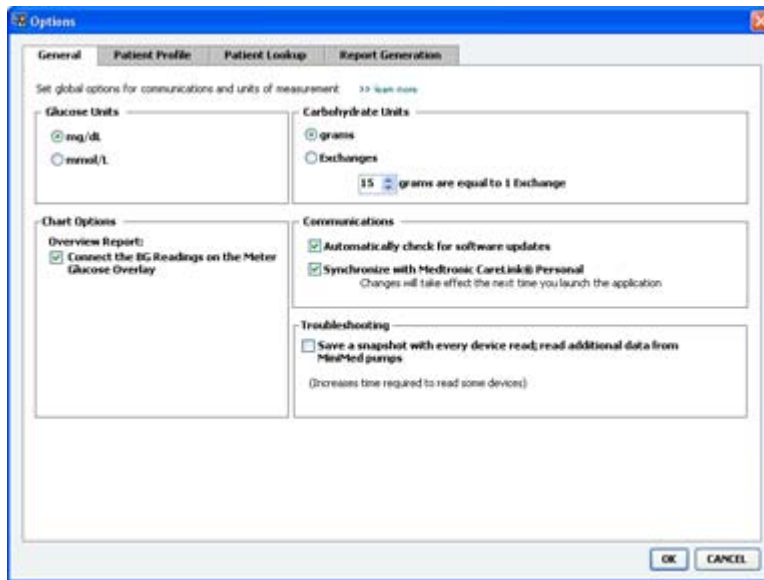 Options
General
Patient Profile
Patient Lookup
Report Generation
Set global options for communications and units of measurement >> learn more
Glucose Units
mg/dL
mmol/L
Carbohydrate Units
grams
Exchanges
15 grams are equal to 1 Exchange
Chart Options
Overview Report:
Connect the BG Readings on the Meter
Glucose Overlay
Communications
Automatically check for software updates
Synchronize with Medtronic CareLink® Personal
Changes will take effect the next time you launch the application
Troubleshooting
Save a snapshot with every device read; read additional data from
MiniMed pumps
(Increases time required to read some devices)
OK
CANCEL